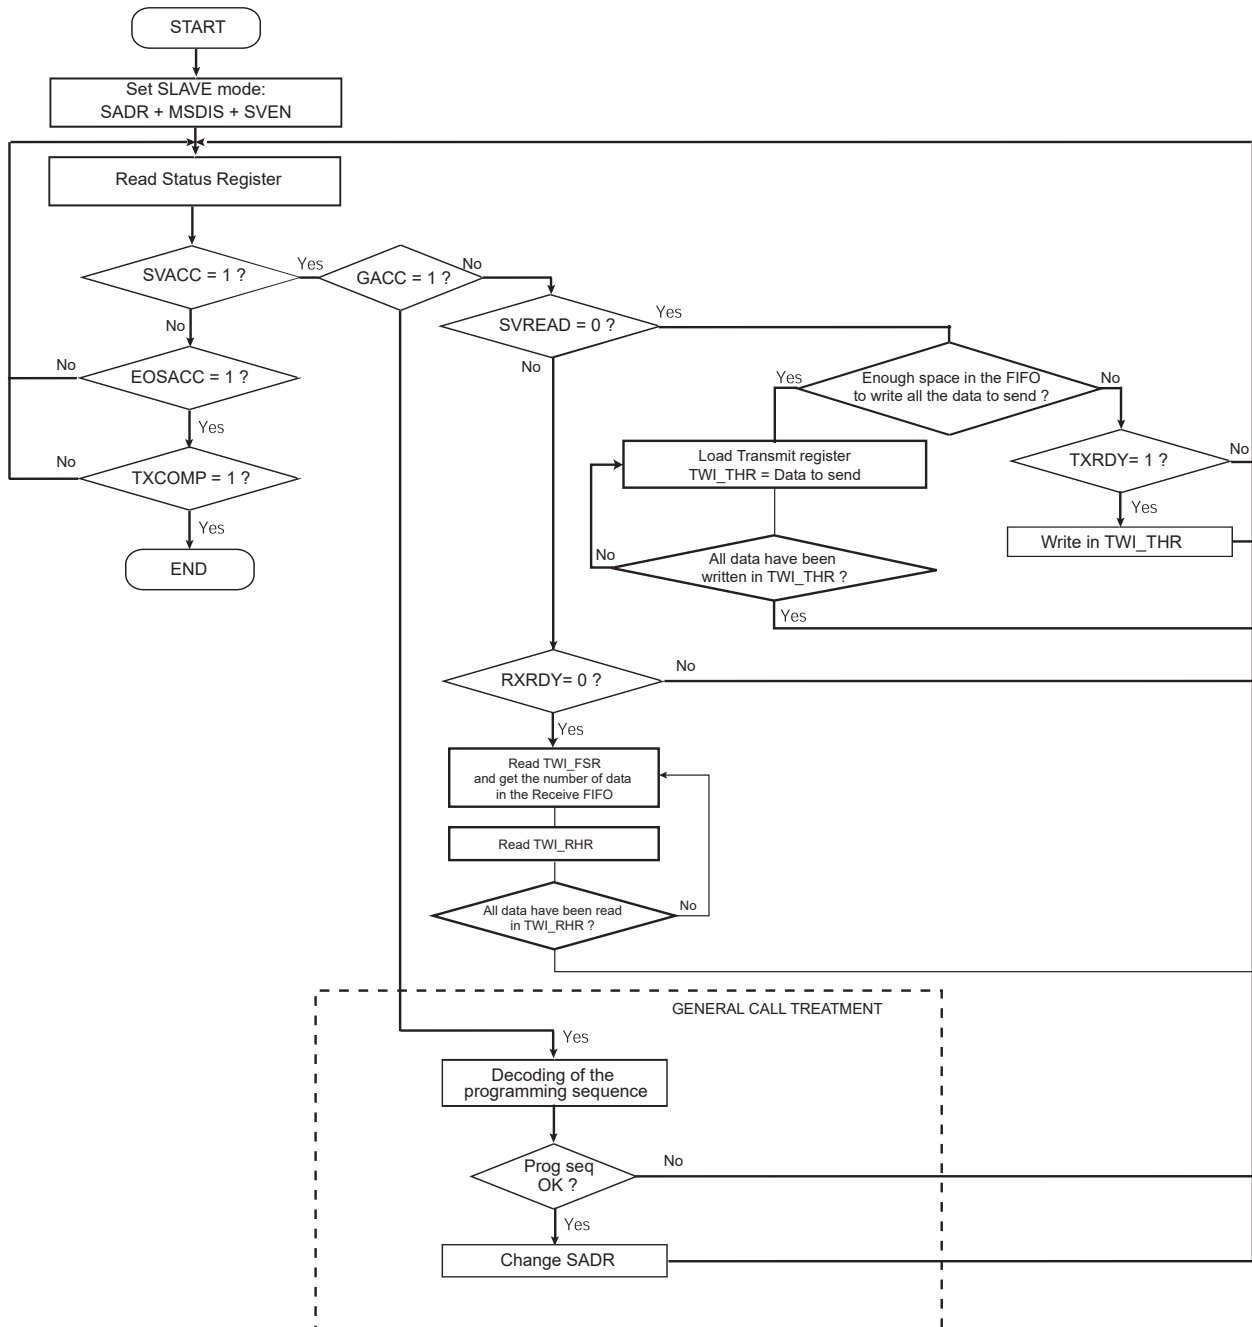 START
Set SLAVE mode:
SADR + MSDIS + SVEN
Read Status Register
SVACC = 1 ?
Yes
GACC = 1 ?
No
SVREAD = 0 ?
Yes
No
No
EOSACC = 1 ?
No
Yes
Enough space in the FIFO
to write all the data to send ?
No
Yes
Load Transmit register
TWI_THR = Data to send
TXRDY= 1 ?
No
No
TXCOMP = 1 ?
Yes
Yes
Write in TWI_THR
END
No
All data have been
written in TWI_THR ?
Yes
RXRDY= 0 ?
No
Yes
Read TWI_FSR
and get the number of data
in the Receive FIFO
Read TWI_RHR
All data have been read
in TWI_RHR ?
No
GENERAL CALL TREATMENT
Yes
Decoding of the
programming sequence
Prog seq
OK ?
No
Yes
Change SADR